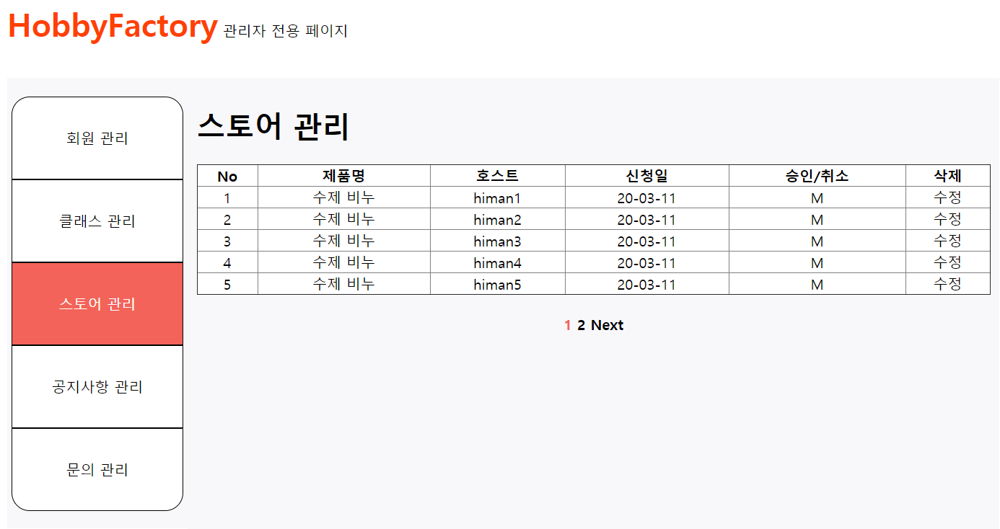 HobbyFactory 관리자 전용 페이지
회원 관리
클래스 관리
스토어 관리
공지사항 관리
문의 관리
스토어 관리
No 제품명 호스트 신청일 승인/취소 삭제
1 수제 비누 himan1 20-03-11 M 수정
2 수제 비누 himan2 20-03-11 M 수정
3 수제 비누 himan3 20-03-11 M 수정
4 수제 비누 himan4 20-03-11 M 수정
5 수제 비누 himan5 20-03-11 M 수정
1 2 Next